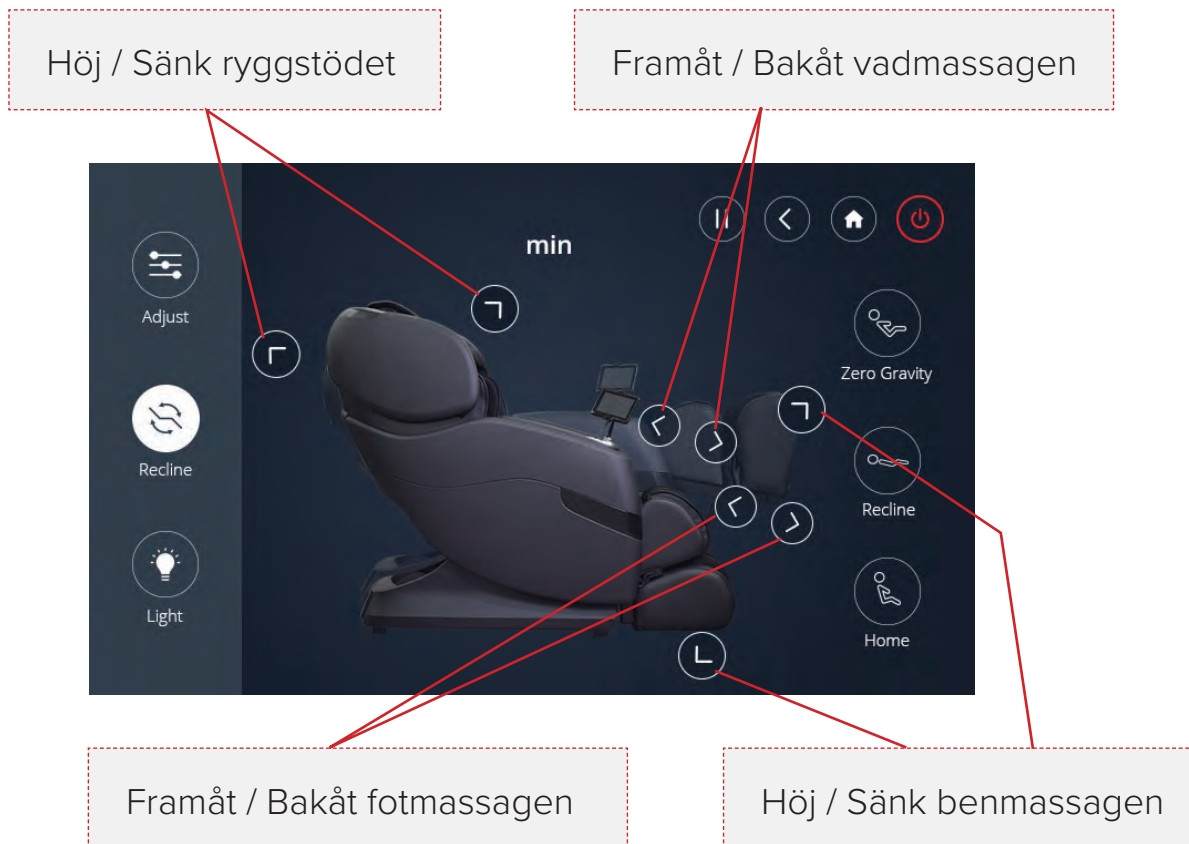 Höj / Sänk ryggstödet
Framåt / Bakåt vadmassagen
min
Adjust
Zero Gravity
Recline
Recline
Light
Home
Framåt / Bakåt fotmassagen
Höj / Sänk benmassagen